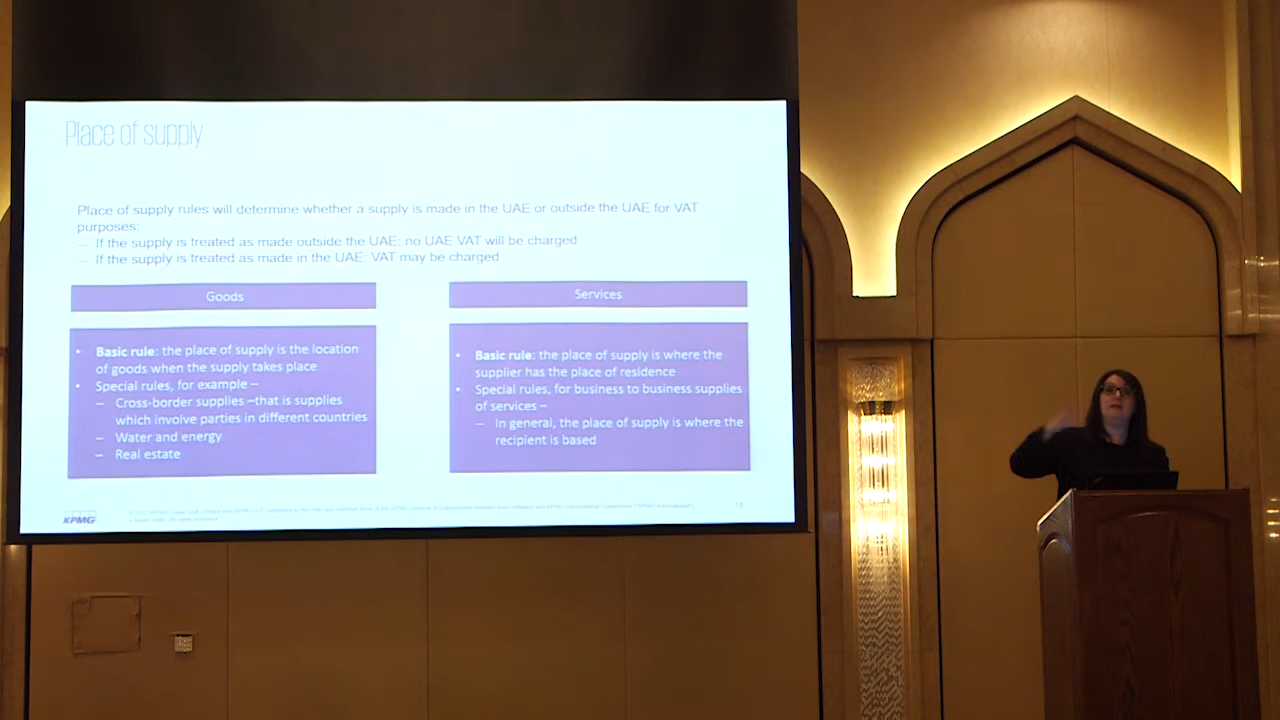 Place of supply
Place of supply rules will determine whether a supply is made in the UAE or outside the UAE for VAT
purposes:
— If the supply is treated as made outside the UAE: no UAE VAT will be charged
— If the supply is treated as made in the UAE: VAT may be charged
Goods
• Basic rule: the place of supply is the location
of goods when the supply takes place
• Special rules, for example –
– Cross-border supplies –that is supplies
which involve parties in different countries
– Water and energy
– Real estate
Services
• Basic rule: the place of supply is where the
supplier has the place of residence
• Special rules, for business to business supplies
of services –
– In general, the place of supply is where the
recipient is based
KPMG